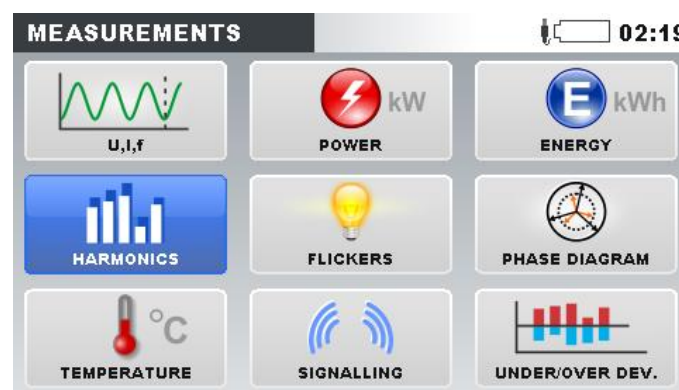 MEASUREMENTS 02:19
U,I,f
kW
POWER
E kWh
ENERGY
HARMONICS
FLICKERS
PHASE DIAGRAM
°C
TEMPERATURE
SIGNALLING
UNDER/OVER DEV.